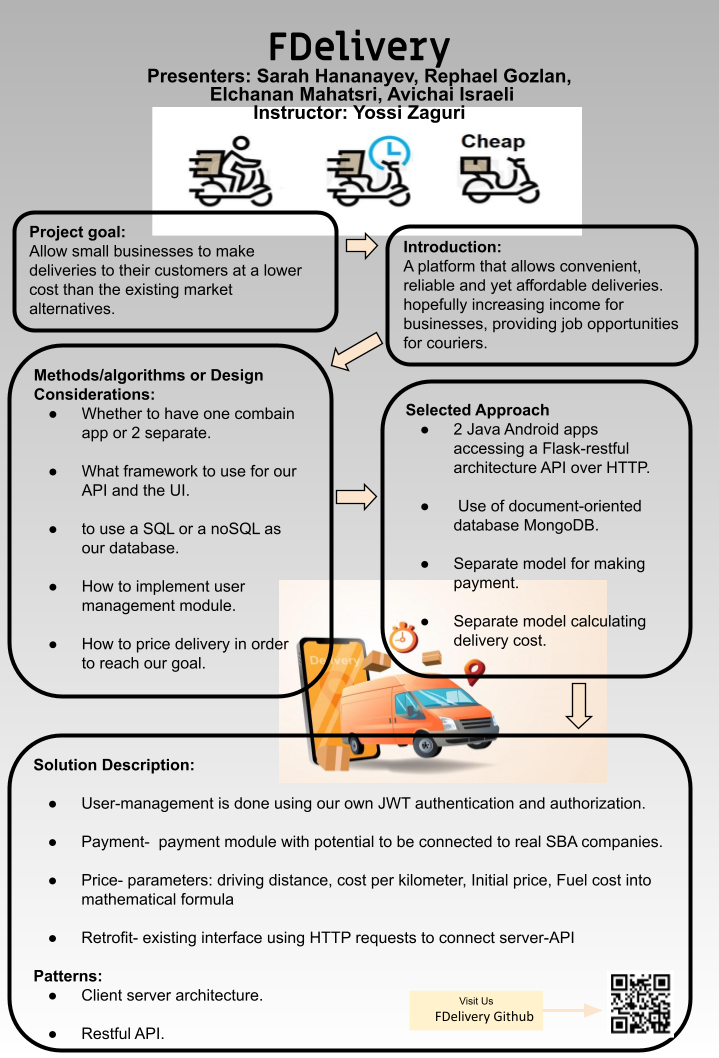 FDelivery
Presenters: Sarah Hananayev, Rephael Gozlan,
Elchanan Mahatsri, Avichai Israeli
Instructor: Yossi Zaguri
Cheap
Project goal:
Allow small businesses to make
deliveries to their customers at a lower
cost than the existing market
alternatives.
Introduction:
A platform that allows convenient,
reliable and yet affordable deliveries.
hopefully increasing income for
businesses, providing job opportunities
for couriers.
Methods/algorithms or Design
Considerations:
● Whether to have one combain
app or 2 separate.
● What framework to use for our
API and the UI.
● to use a SQL or a noSQL as
our database.
● How to implement user
management module.
● How to price delivery in order
to reach our goal.
Selected Approach
● 2 Java Android apps
accessing a Flask-restful
architecture API over HTTP.
● Use of document-oriented
database MongoDB.
● Separate model for making
payment.
● Separate model calculating
delivery cost.
Delivery
Solution Description:
● User-management is done using our own JWT authentication and authorization.
● Payment- payment module with potential to be connected to real SBA companies.
● Price- parameters: driving distance, cost per kilometer, Initial price, Fuel cost into
mathematical formula
● Retrofit- existing interface using HTTP requests to connect server-API
Patterns:
● Client server architecture.
● Restful API.
Visit Us
FDelivery Github